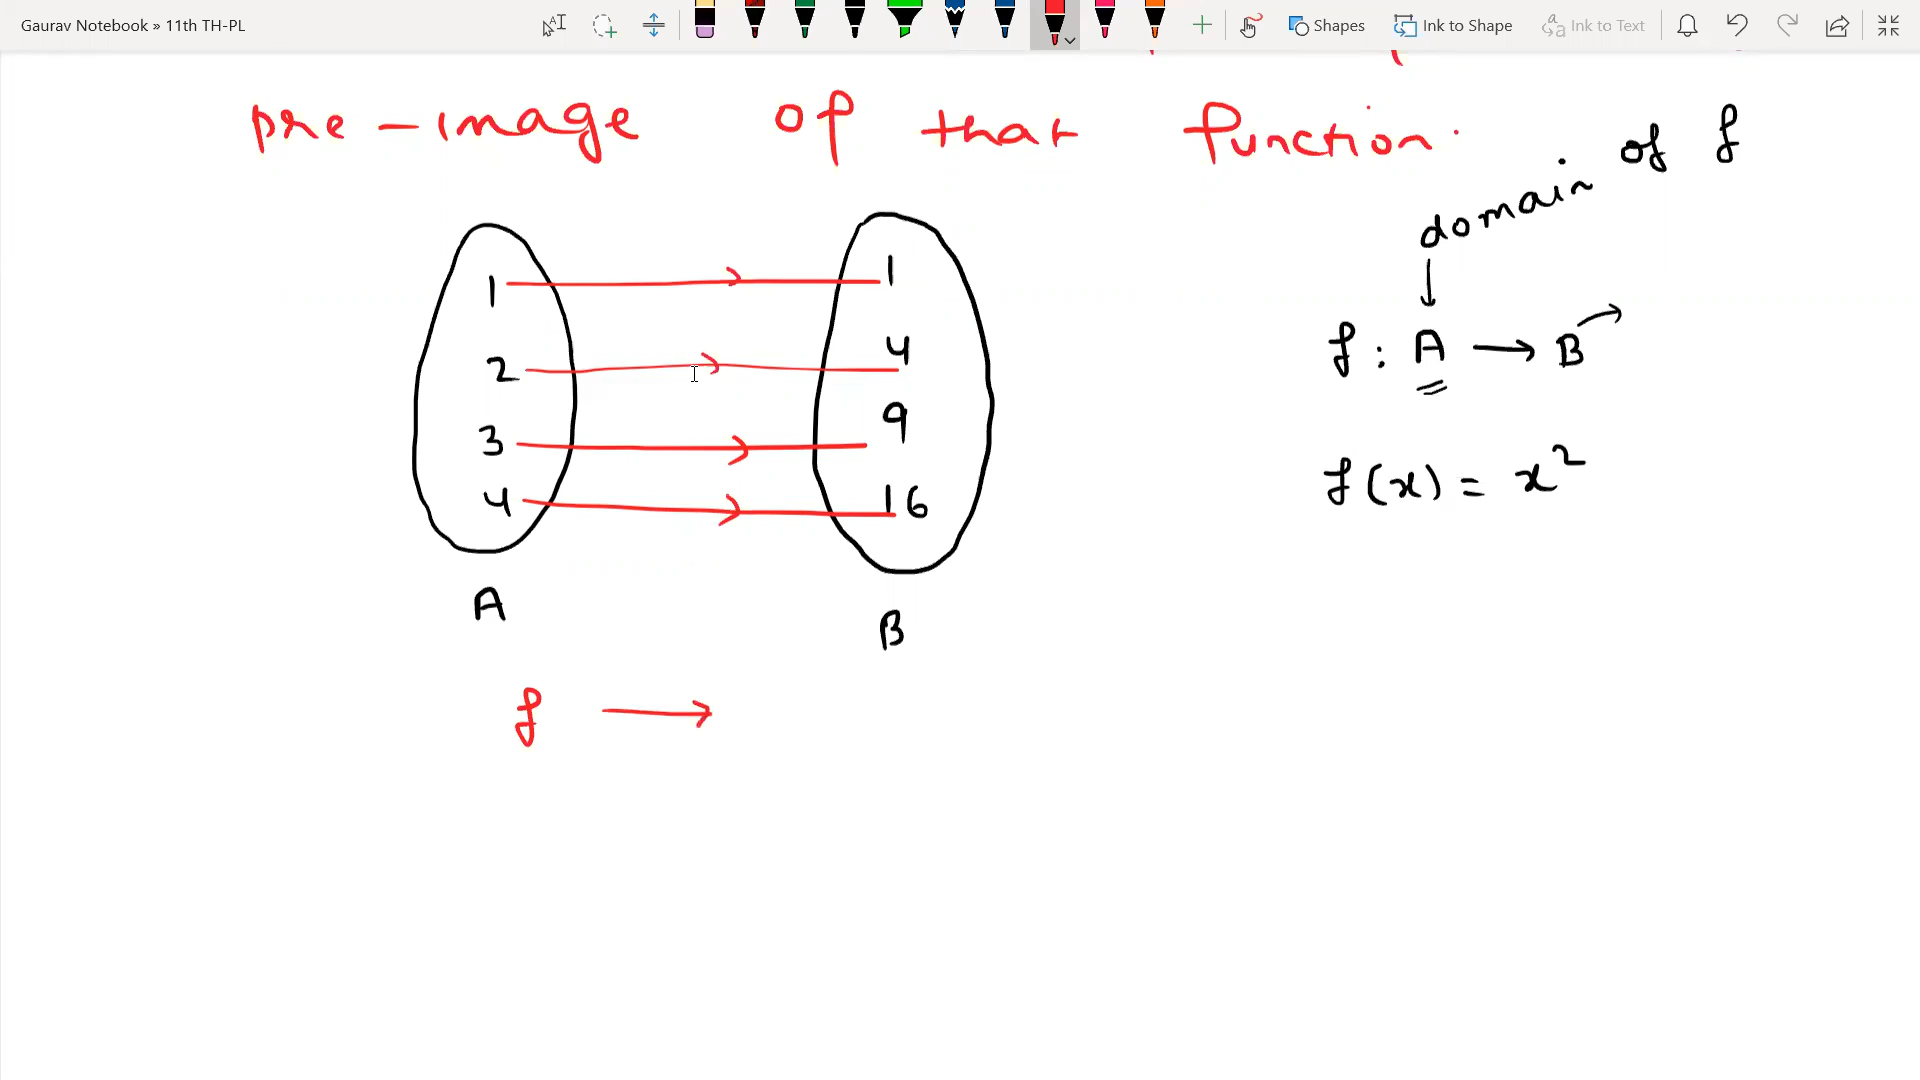 Gaurav Notebook » 11th TH-PL
Shapes
Ink to Shape
Ink to Text
pre-image of that function.
domain of f
1 1
2 4
3 9
4 16
f : A → B
f(x) = x²
A B
f →